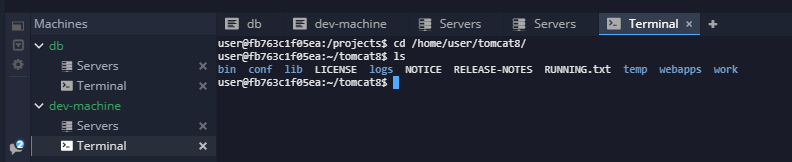 Machines
db
Servers
Terminal
dev-machine
Servers
Terminal
2
db dev-machine Servers Servers Terminal
user@fb763c1f05ea:/projects$ cd /home/user/tomcat8/
user@fb763c1f05ea:~/tomcat8$ ls
bin conf lib LICENSE logs NOTICE RELEASE-NOTES RUNNING.txt temp webapps work
user@fb763c1f05ea:~/tomcat8$